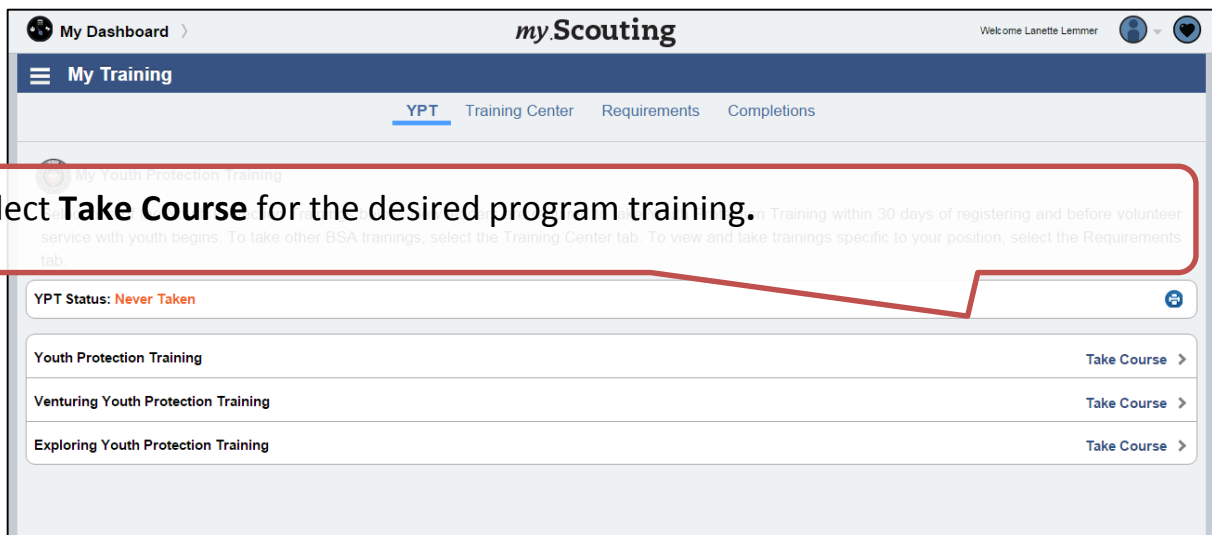 My Dashboard
my.Scouting
Welcome Lanette Lemmer
My Training
YPT Training Center Requirements Completions
My Youth Protection Training
lect Take Course for the desired program training.
n Training within 30 days of registering and before volunteer
service with youth begins. To take other BSA trainings, select the Training Center tab. To view and take trainings specific to your position, select the Requirements
tab.
YPT Status: Never Taken
Youth Protection Training Take Course
Venturing Youth Protection Training Take Course
Exploring Youth Protection Training Take Course